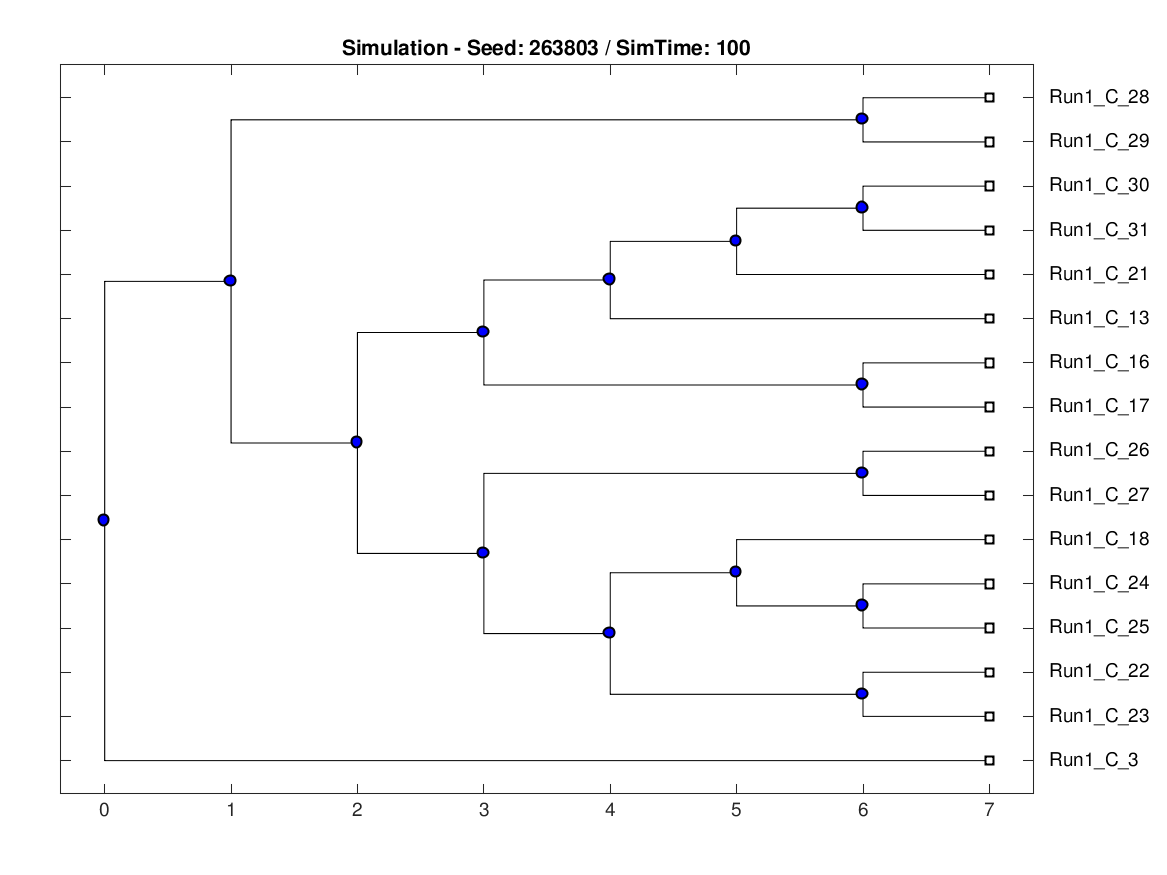 Simulation - Seed: 263803 / SimTime: 100
Run1_C_28
Run1_C_29
Run1_C_30
Run1_C_31
Run1_C_21
Run1_C_13
Run1_C_16
Run1_C_17
Run1_C_26
Run1_C_27
Run1_C_18
Run1_C_24
Run1_C_25
Run1_C_22
Run1_C_23
Run1_C_3
0 1 2 3 4 5 6 7